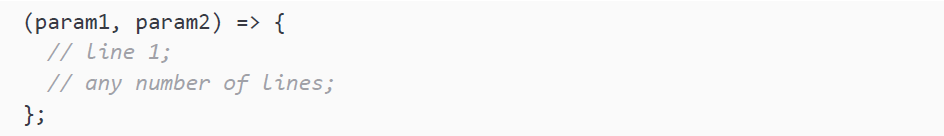 (param1, param2) => {
  // line 1;
  // any number of lines;
};